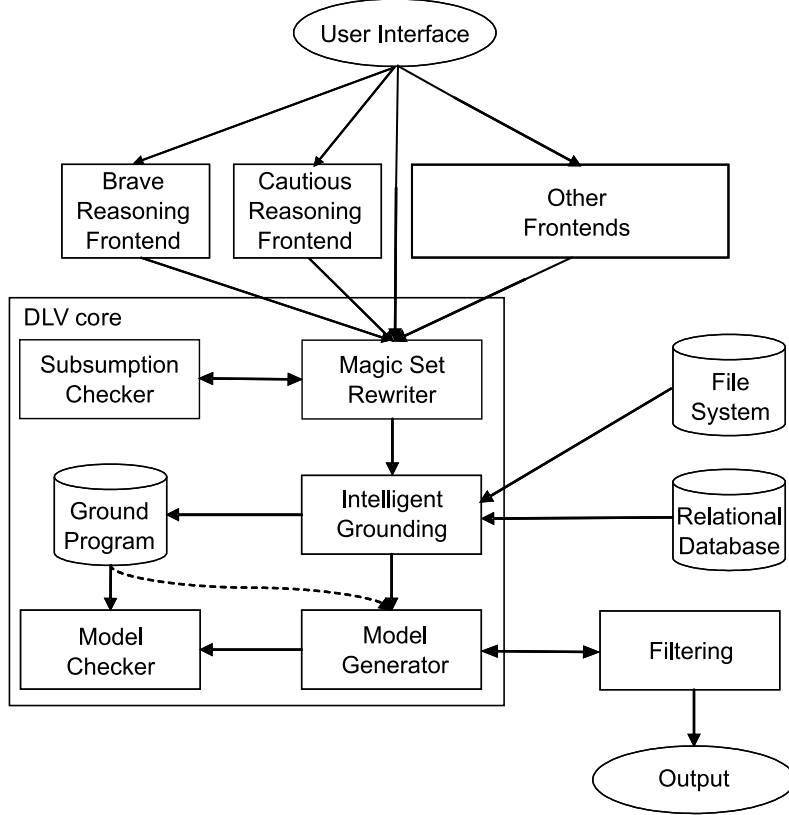 User Interface
Brave
Reasoning
Frontend
Cautious
Reasoning
Frontend
Other
Frontends
DLV core
Subsumption
Checker
Magic Set
Rewriter
File
System
Ground
Program
Intelligent
Grounding
Relational
Database
Model
Checker
Model
Generator
Filtering
Output